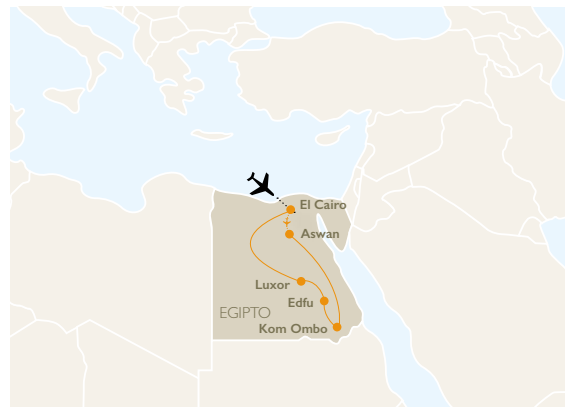 El Cairo
Aswan
Luxor
Edfu
EGIPTO
Kom Ombo